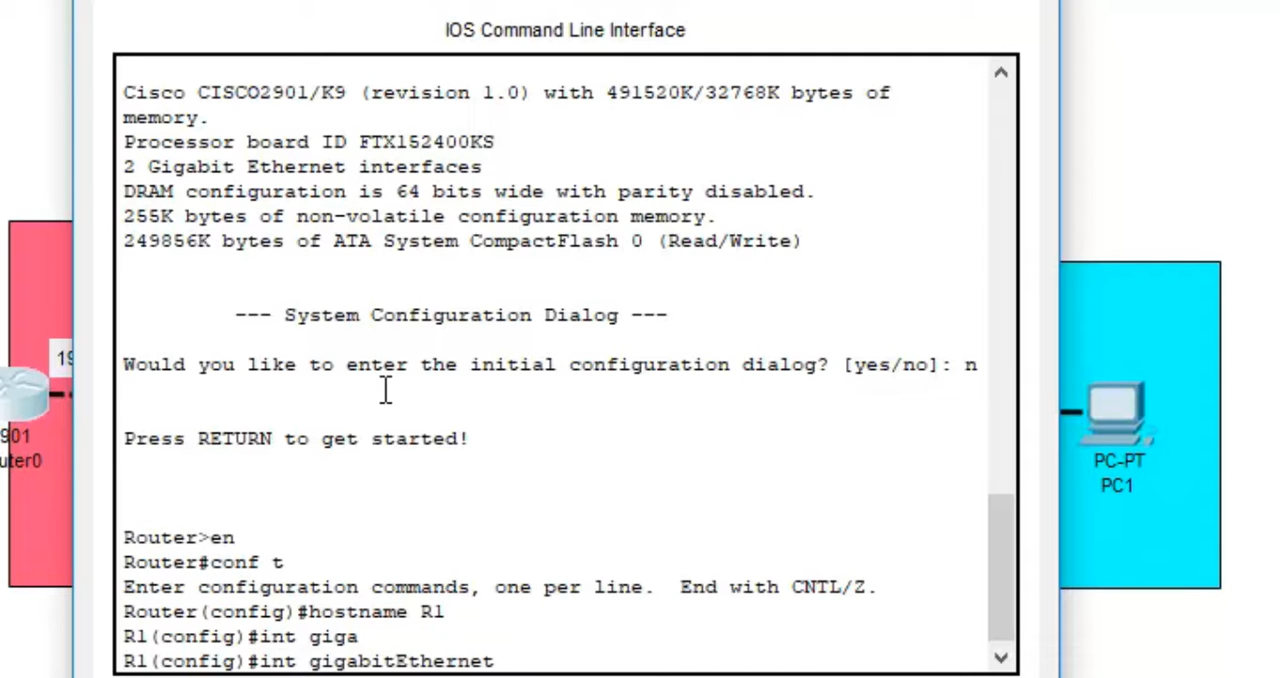 IOS Command Line Interface
Cisco CISCO2901/K9 (revision 1.0) with 491520K/32768K bytes of
memory.
Processor board ID FTX152400KS
2 Gigabit Ethernet interfaces
DRAM configuration is 64 bits wide with parity disabled.
255K bytes of non-volatile configuration memory.
249856K bytes of ATA System CompactFlash 0 (Read/Write)
--- System Configuration Dialog ---
Would you like to enter the initial configuration dialog? [yes/no]: n
Press RETURN to get started!
Router>en
Router#conf t
Enter configuration commands, one per line.  End with CNTL/Z.
Router(config)#hostname R1
R1(config)#int giga
R1(config)#int gigabitEthernet
19
901
uter0
PC-PT
PC1